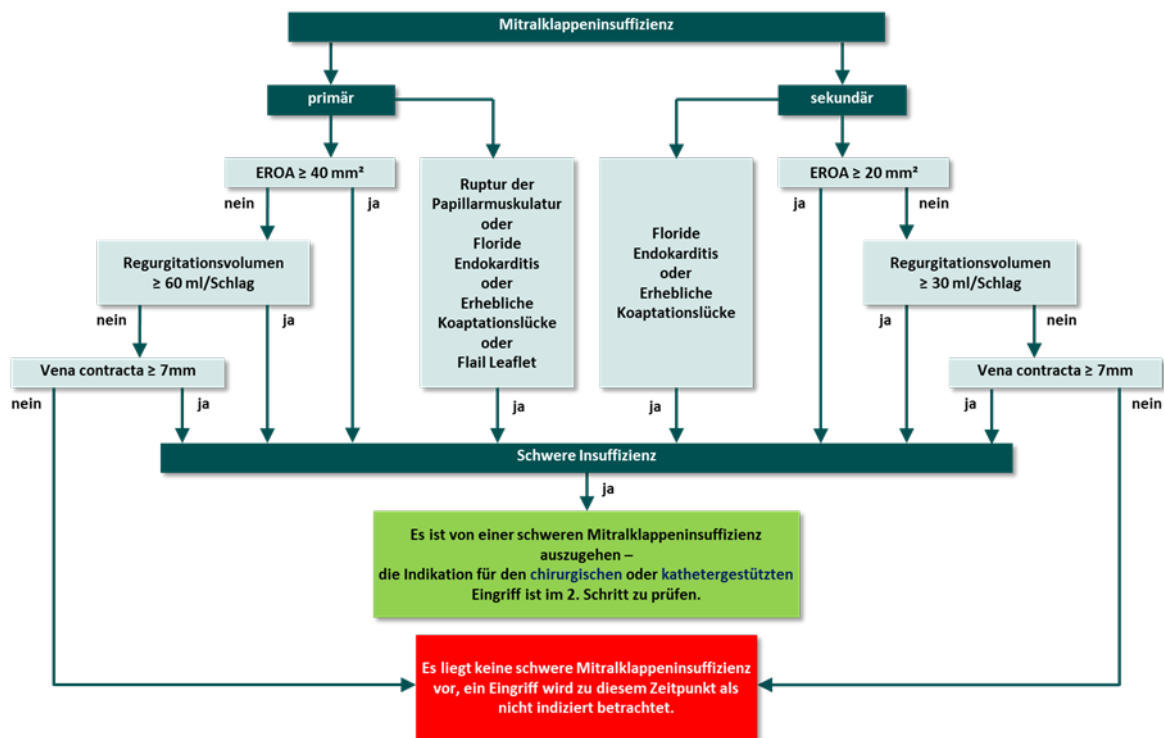 Mitralklappeninsuffizienz
primär
sekundär
EROA ≥ 40 mm²
nein
ja
Regurgitationsvolumen
≥ 60 ml/Schlag
nein
ja
Vena contracta ≥ 7mm
nein
ja
Ruptur der
Papillarmuskulatur
oder
Floride
Endokarditis
oder
Erhebliche
Koaptationslücke
oder
Flail Leaflet
ja
Floride
Endokarditis
oder
Erhebliche
Koaptationslücke
ja
EROA ≥ 20 mm²
ja
nein
Regurgitationsvolumen
≥ 30 ml/Schlag
ja
nein
Vena contracta ≥ 7mm
ja
nein
Schwere Insuffizienz
ja
Es ist von einer schweren Mitralklappeninsuffizienz
auszugehen –
die Indikation für den chirurgischen oder kathetergestützten
Eingriff ist im 2. Schritt zu prüfen.
Es liegt keine schwere Mitralklappeninsuffizienz
vor, ein Eingriff wird zu diesem Zeitpunkt als
nicht indiziert betrachtet.